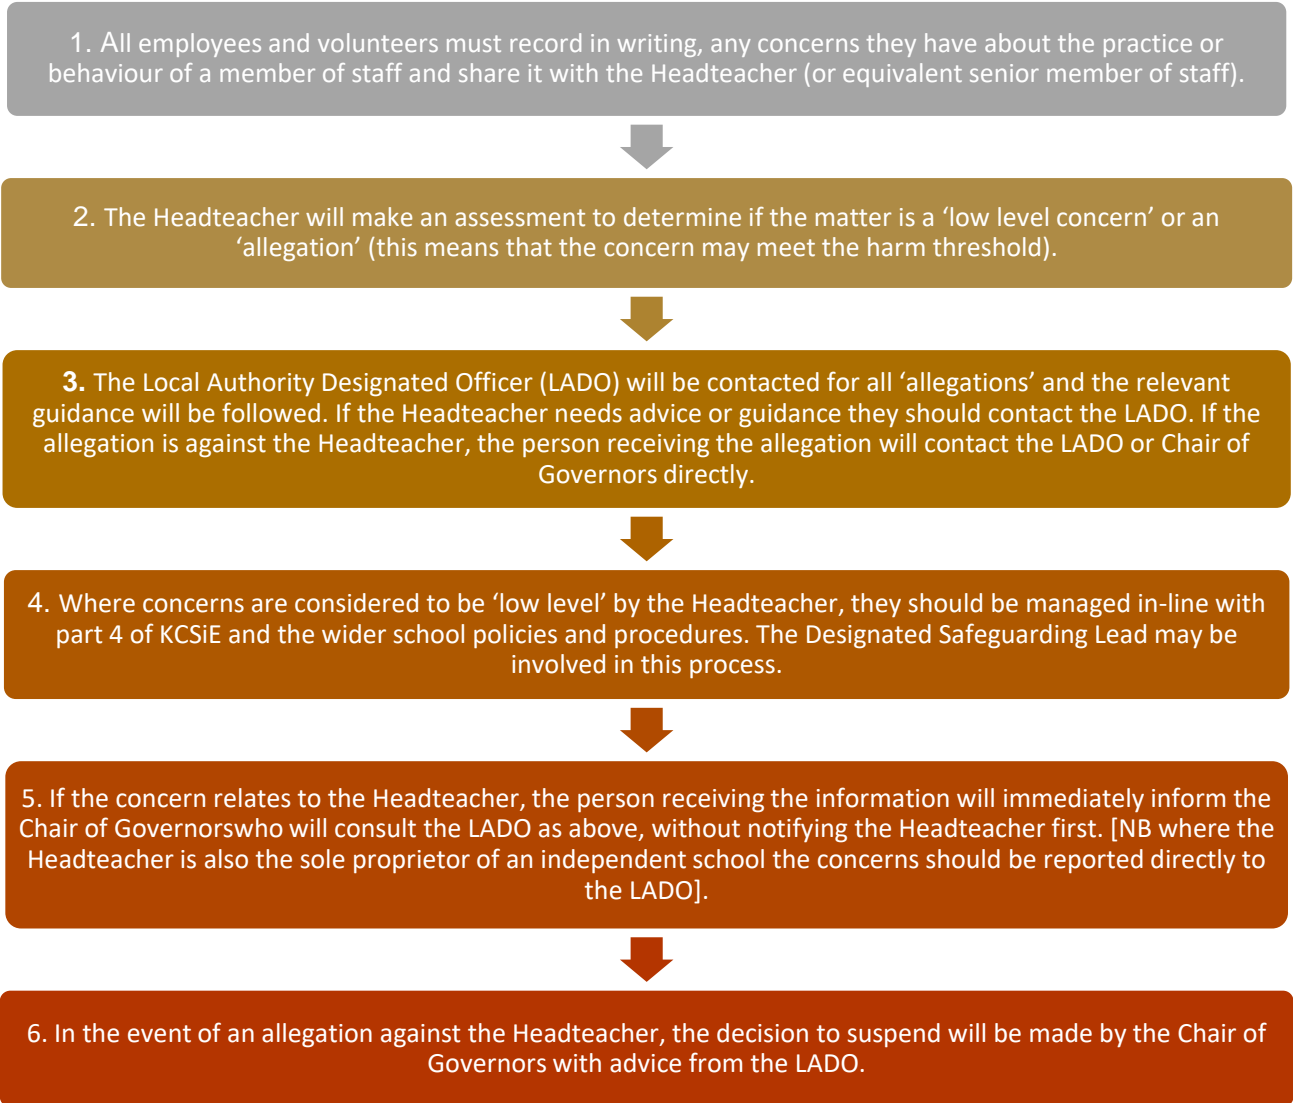 1. All employees and volunteers must record in writing, any concerns they have about the practice or
behaviour of a member of staff and share it with the Headteacher (or equivalent senior member of staff).
2. The Headteacher will make an assessment to determine if the matter is a ‘low level concern’ or an
‘allegation’ (this means that the concern may meet the harm threshold).
3. The Local Authority Designated Officer (LADO) will be contacted for all ‘allegations’ and the relevant
guidance will be followed. If the Headteacher needs advice or guidance they should contact the LADO. If the
allegation is against the Headteacher, the person receiving the allegation will contact the LADO or Chair of
Governors directly.
4. Where concerns are considered to be ‘low level’ by the Headteacher, they should be managed in-line with
part 4 of KCSiE and the wider school policies and procedures. The Designated Safeguarding Lead may be
involved in this process.
5. If the concern relates to the Headteacher, the person receiving the information will immediately inform the
Chair of Governorswho will consult the LADO as above, without notifying the Headteacher first. [NB where the
Headteacher is also the sole proprietor of an independent school the concerns should be reported directly to
the LADO].
6. In the event of an allegation against the Headteacher, the decision to suspend will be made by the Chair of
Governors with advice from the LADO.